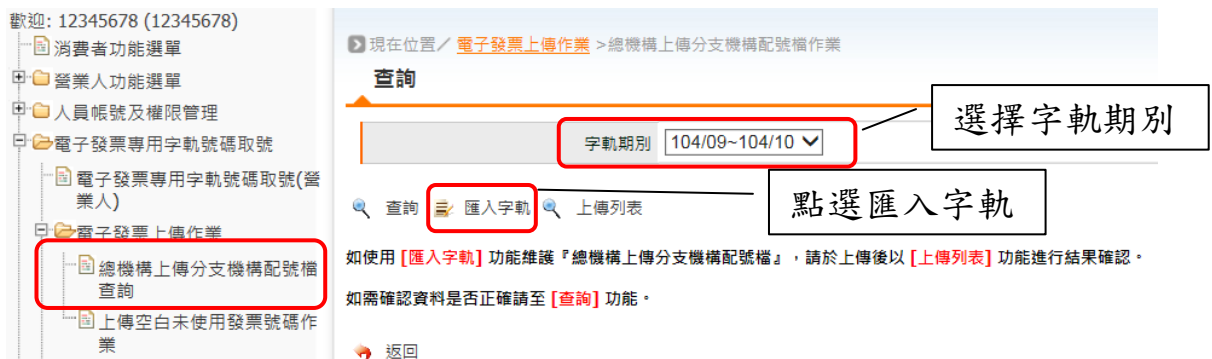 歡迎: 12345678 (12345678)
消費者功能選單
營業人功能選單
人員帳號及權限管理
電子發票專用字軌號碼取號
電子發票專用字軌號碼取號(營
業人)
電子發票上傳作業
總機構上傳分支機構配號檔
查詢
上傳空白未使用發票號碼作
業
現在位置／ 電子發票上傳作業 >總機構上傳分支機構配號檔作業
查詢
字軌期別 104/09~104/10
選擇字軌期別
查詢 匯入字軌 上傳列表
點選匯入字軌
如使用 [匯入字軌] 功能維護『總機構上傳分支機構配號檔』，請於上傳後以 [上傳列表] 功能進行結果確認。
如需確認資料是否正確請至 [查詢] 功能。
返回